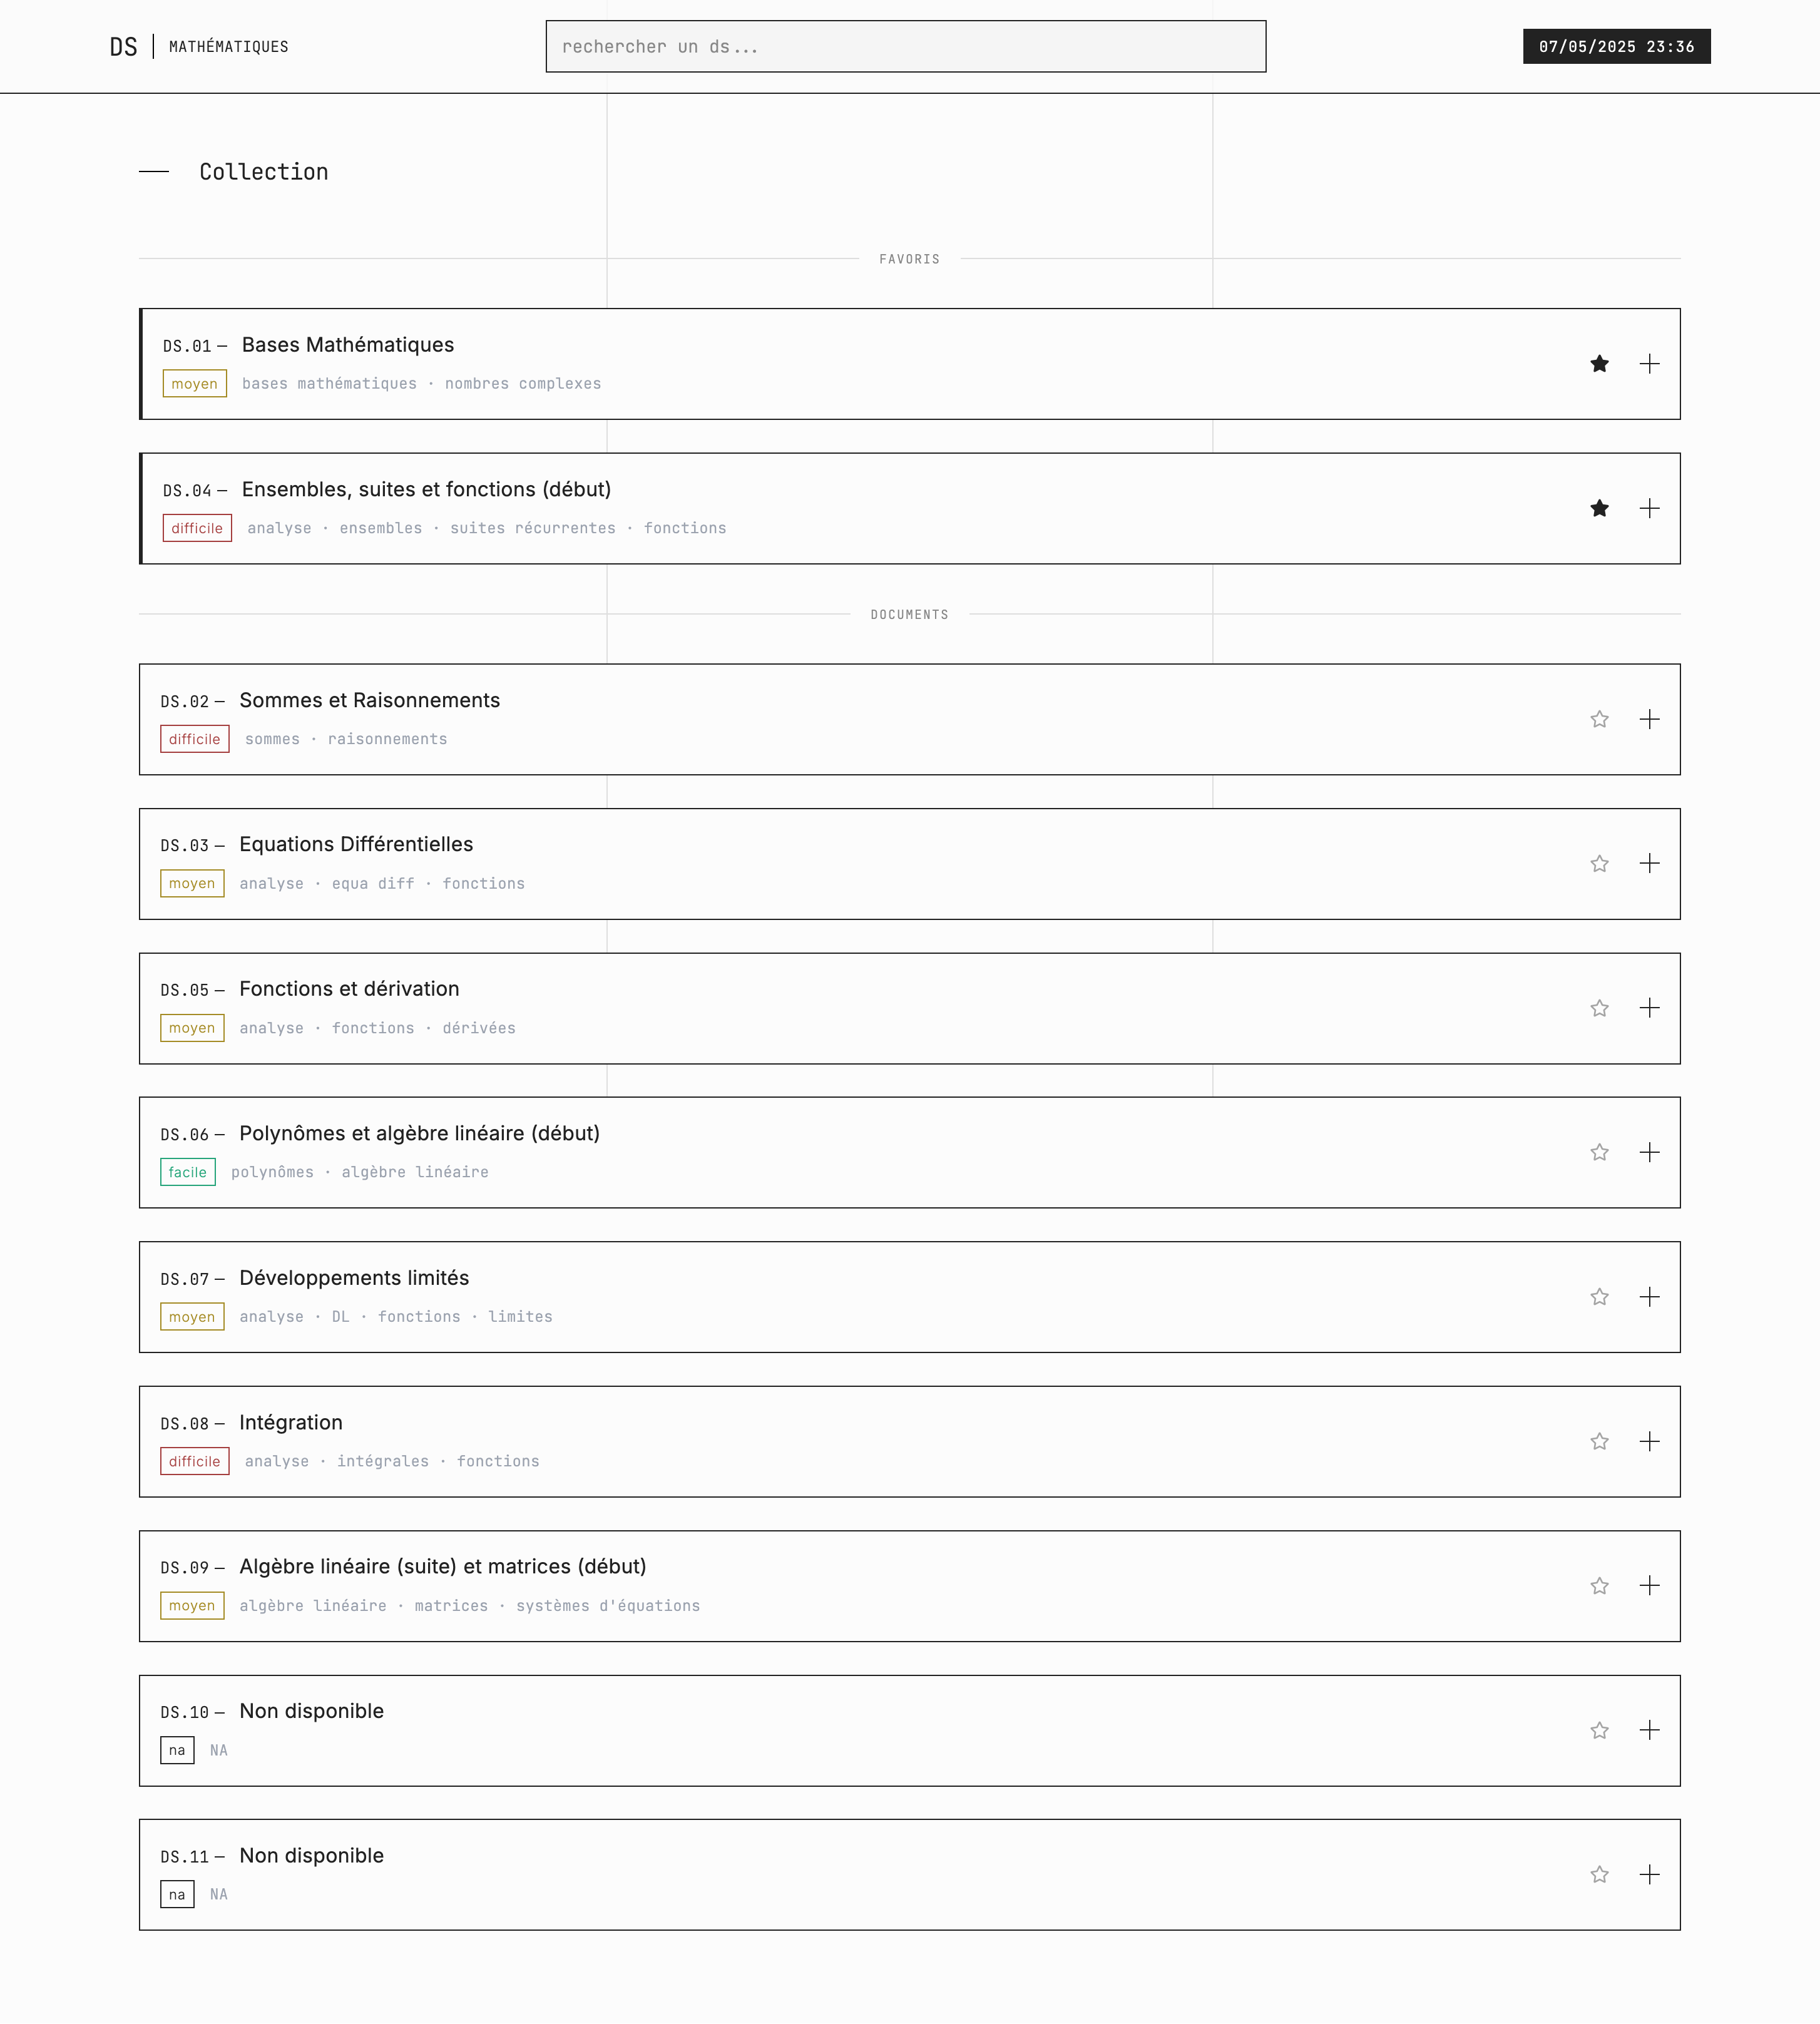 DS | MATHÉMATIQUES
rechercher un ds...
07/05/2025 23:36
Collection
FAVORIS
DS.01 — Bases Mathématiques
moyen bases mathématiques · nombres complexes
DS.04 — Ensembles, suites et fonctions (début)
difficile analyse · ensembles · suites récurrentes · fonctions
DOCUMENTS
DS.02 — Sommes et Raisonnements
difficile sommes · raisonnements
DS.03 — Equations Différentielles
moyen analyse · equa diff · fonctions
DS.05 — Fonctions et dérivation
moyen analyse · fonctions · dérivées
DS.06 — Polynômes et algèbre linéaire (début)
facile polynômes · algèbre linéaire
DS.07 — Développements limités
moyen analyse · DL · fonctions · limites
DS.08 — Intégration
difficile analyse · intégrales · fonctions
DS.09 — Algèbre linéaire (suite) et matrices (début)
moyen algèbre linéaire · matrices · systèmes d'équations
DS.10 — Non disponible
na NA
DS.11 — Non disponible
na NA